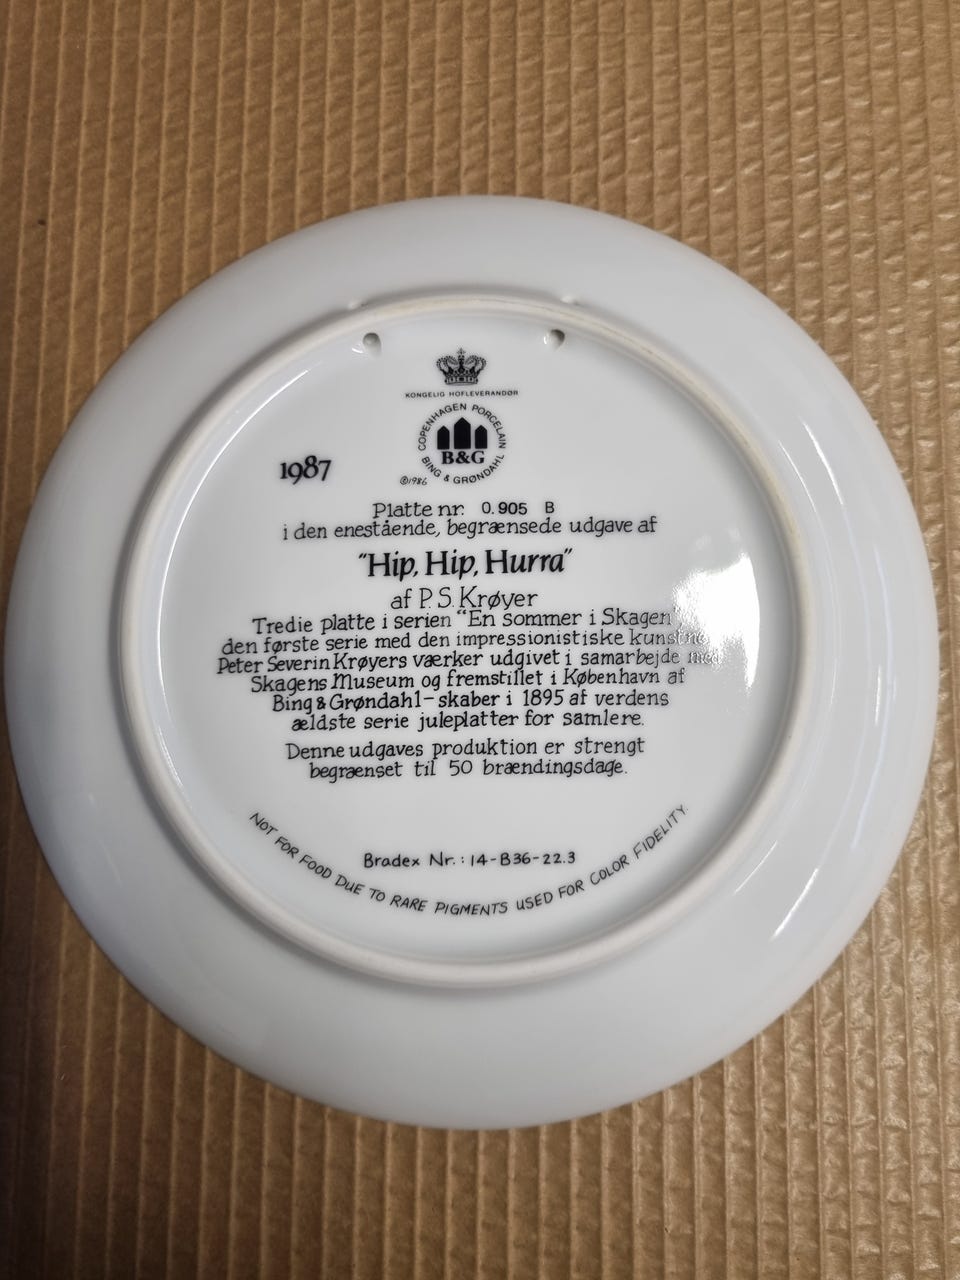 KONGELIG HOFLEVERANDØR
COPENHAGEN PORCELAIN
B&G
BING & GRØNDAHL
©1986
1987
Platte nr. 0.905 B
i den enestående, begrænsede udgave af
"Hip, Hip, Hurra"
af P.S. Krøyer
Tredie platte i serien "En sommer i Skagen"
den første serie med den impressionistiske kunstne
Peter Severin Krøyers værker udgivet i samarbejde med
Skagens Museum og fremstillet i København af
Bing & Grøndahl – skaber i 1895 af verdens
ældste serie juleplatter for samlere.
Denne udgaves produktion er strengt
begrænset til 50 brændingsdage.
Bradex Nr.: 14-B36-22.3
NOT FOR FOOD DUE TO RARE PIGMENTS USED FOR COLOR FIDELITY.